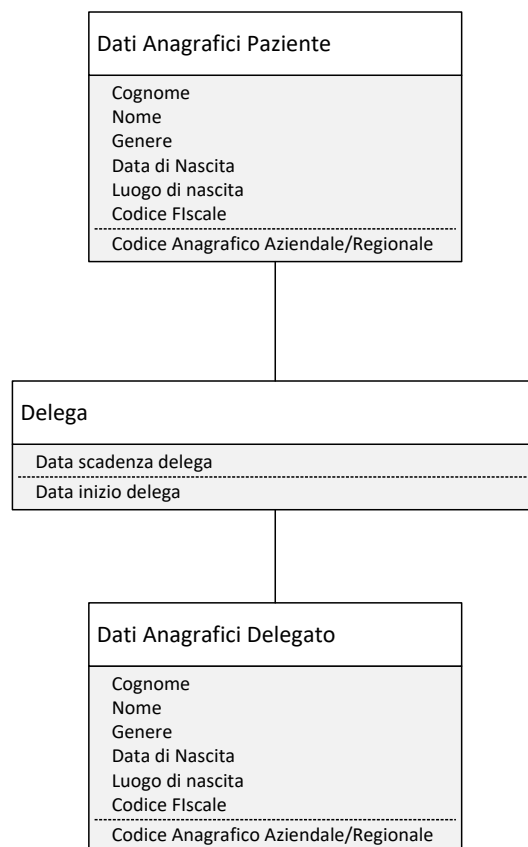 Dati Anagrafici Paziente
Cognome
Nome
Genere
Data di Nascita
Luogo di nascita
Codice FIscale
Codice Anagrafico Aziendale/Regionale
Delega
Data scadenza delega
Data inizio delega
Dati Anagrafici Delegato
Cognome
Nome
Genere
Data di Nascita
Luogo di nascita
Codice FIscale
Codice Anagrafico Aziendale/Regionale